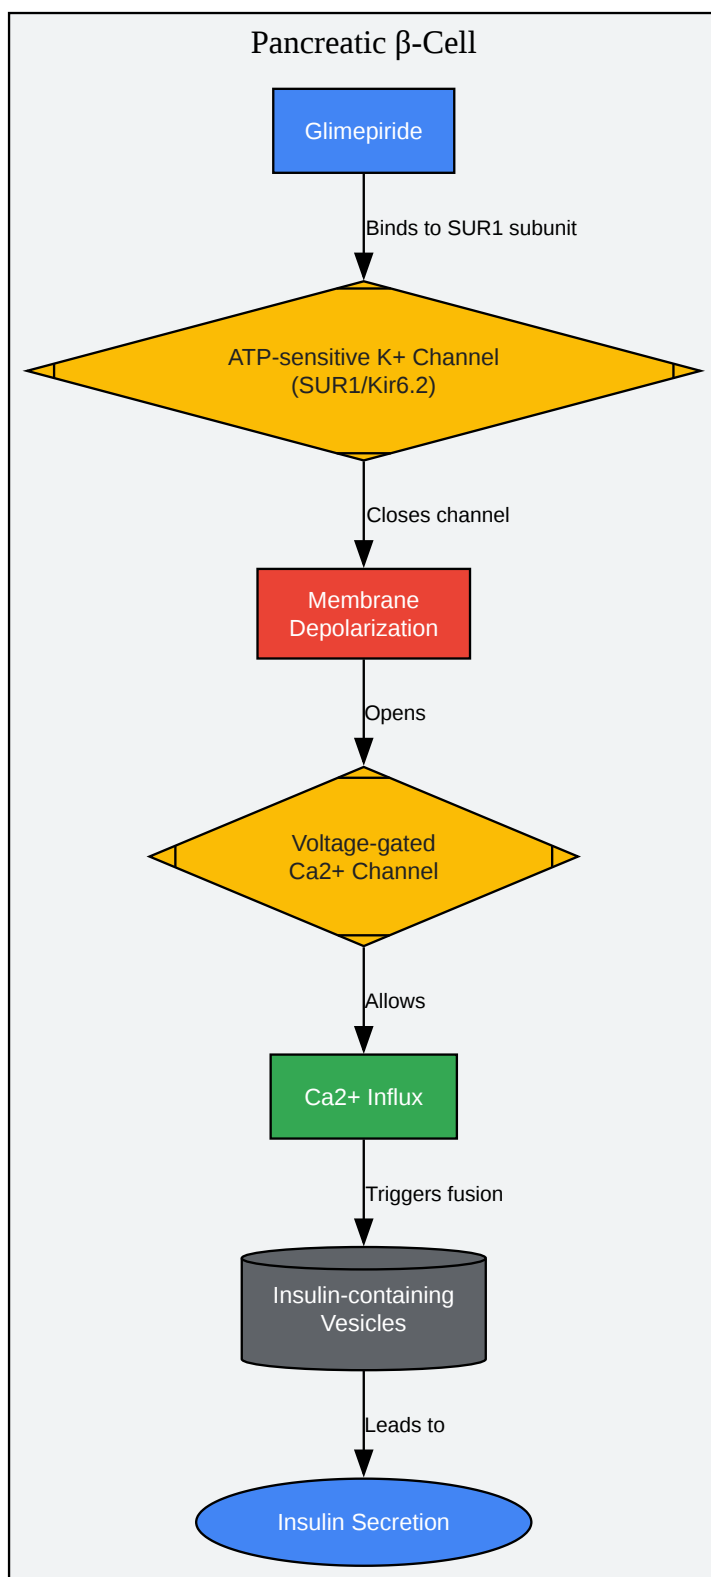 Pancreatic β-Cell
Glimepiride
Binds to SUR1 subunit
ATP-sensitive K+ Channel
(SUR1/Kir6.2)
Closes channel
Membrane
Depolarization
Opens
Voltage-gated
Ca2+ Channel
Allows
Ca2+ Influx
Triggers fusion
Insulin-containing
Vesicles
Leads to
Insulin Secretion